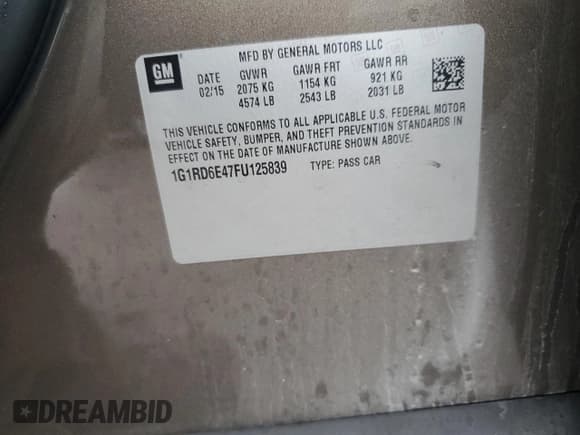 GM
MFD BY GENERAL MOTORS LLC
DATE GVWR GAWR FRT GAWR RR
02/15 2075 KG 1154 KG 921 KG
4574 LB 2543 LB 2031 LB
THIS VEHICLE CONFORMS TO ALL APPLICABLE U.S. FEDERAL MOTOR
VEHICLE SAFETY, BUMPER, AND THEFT PREVENTION STANDARDS IN
EFFECT ON THE DATE OF MANUFACTURE SHOWN ABOVE.
1G1RD6E47FU125839 TYPE: PASS CAR
DREAMBID